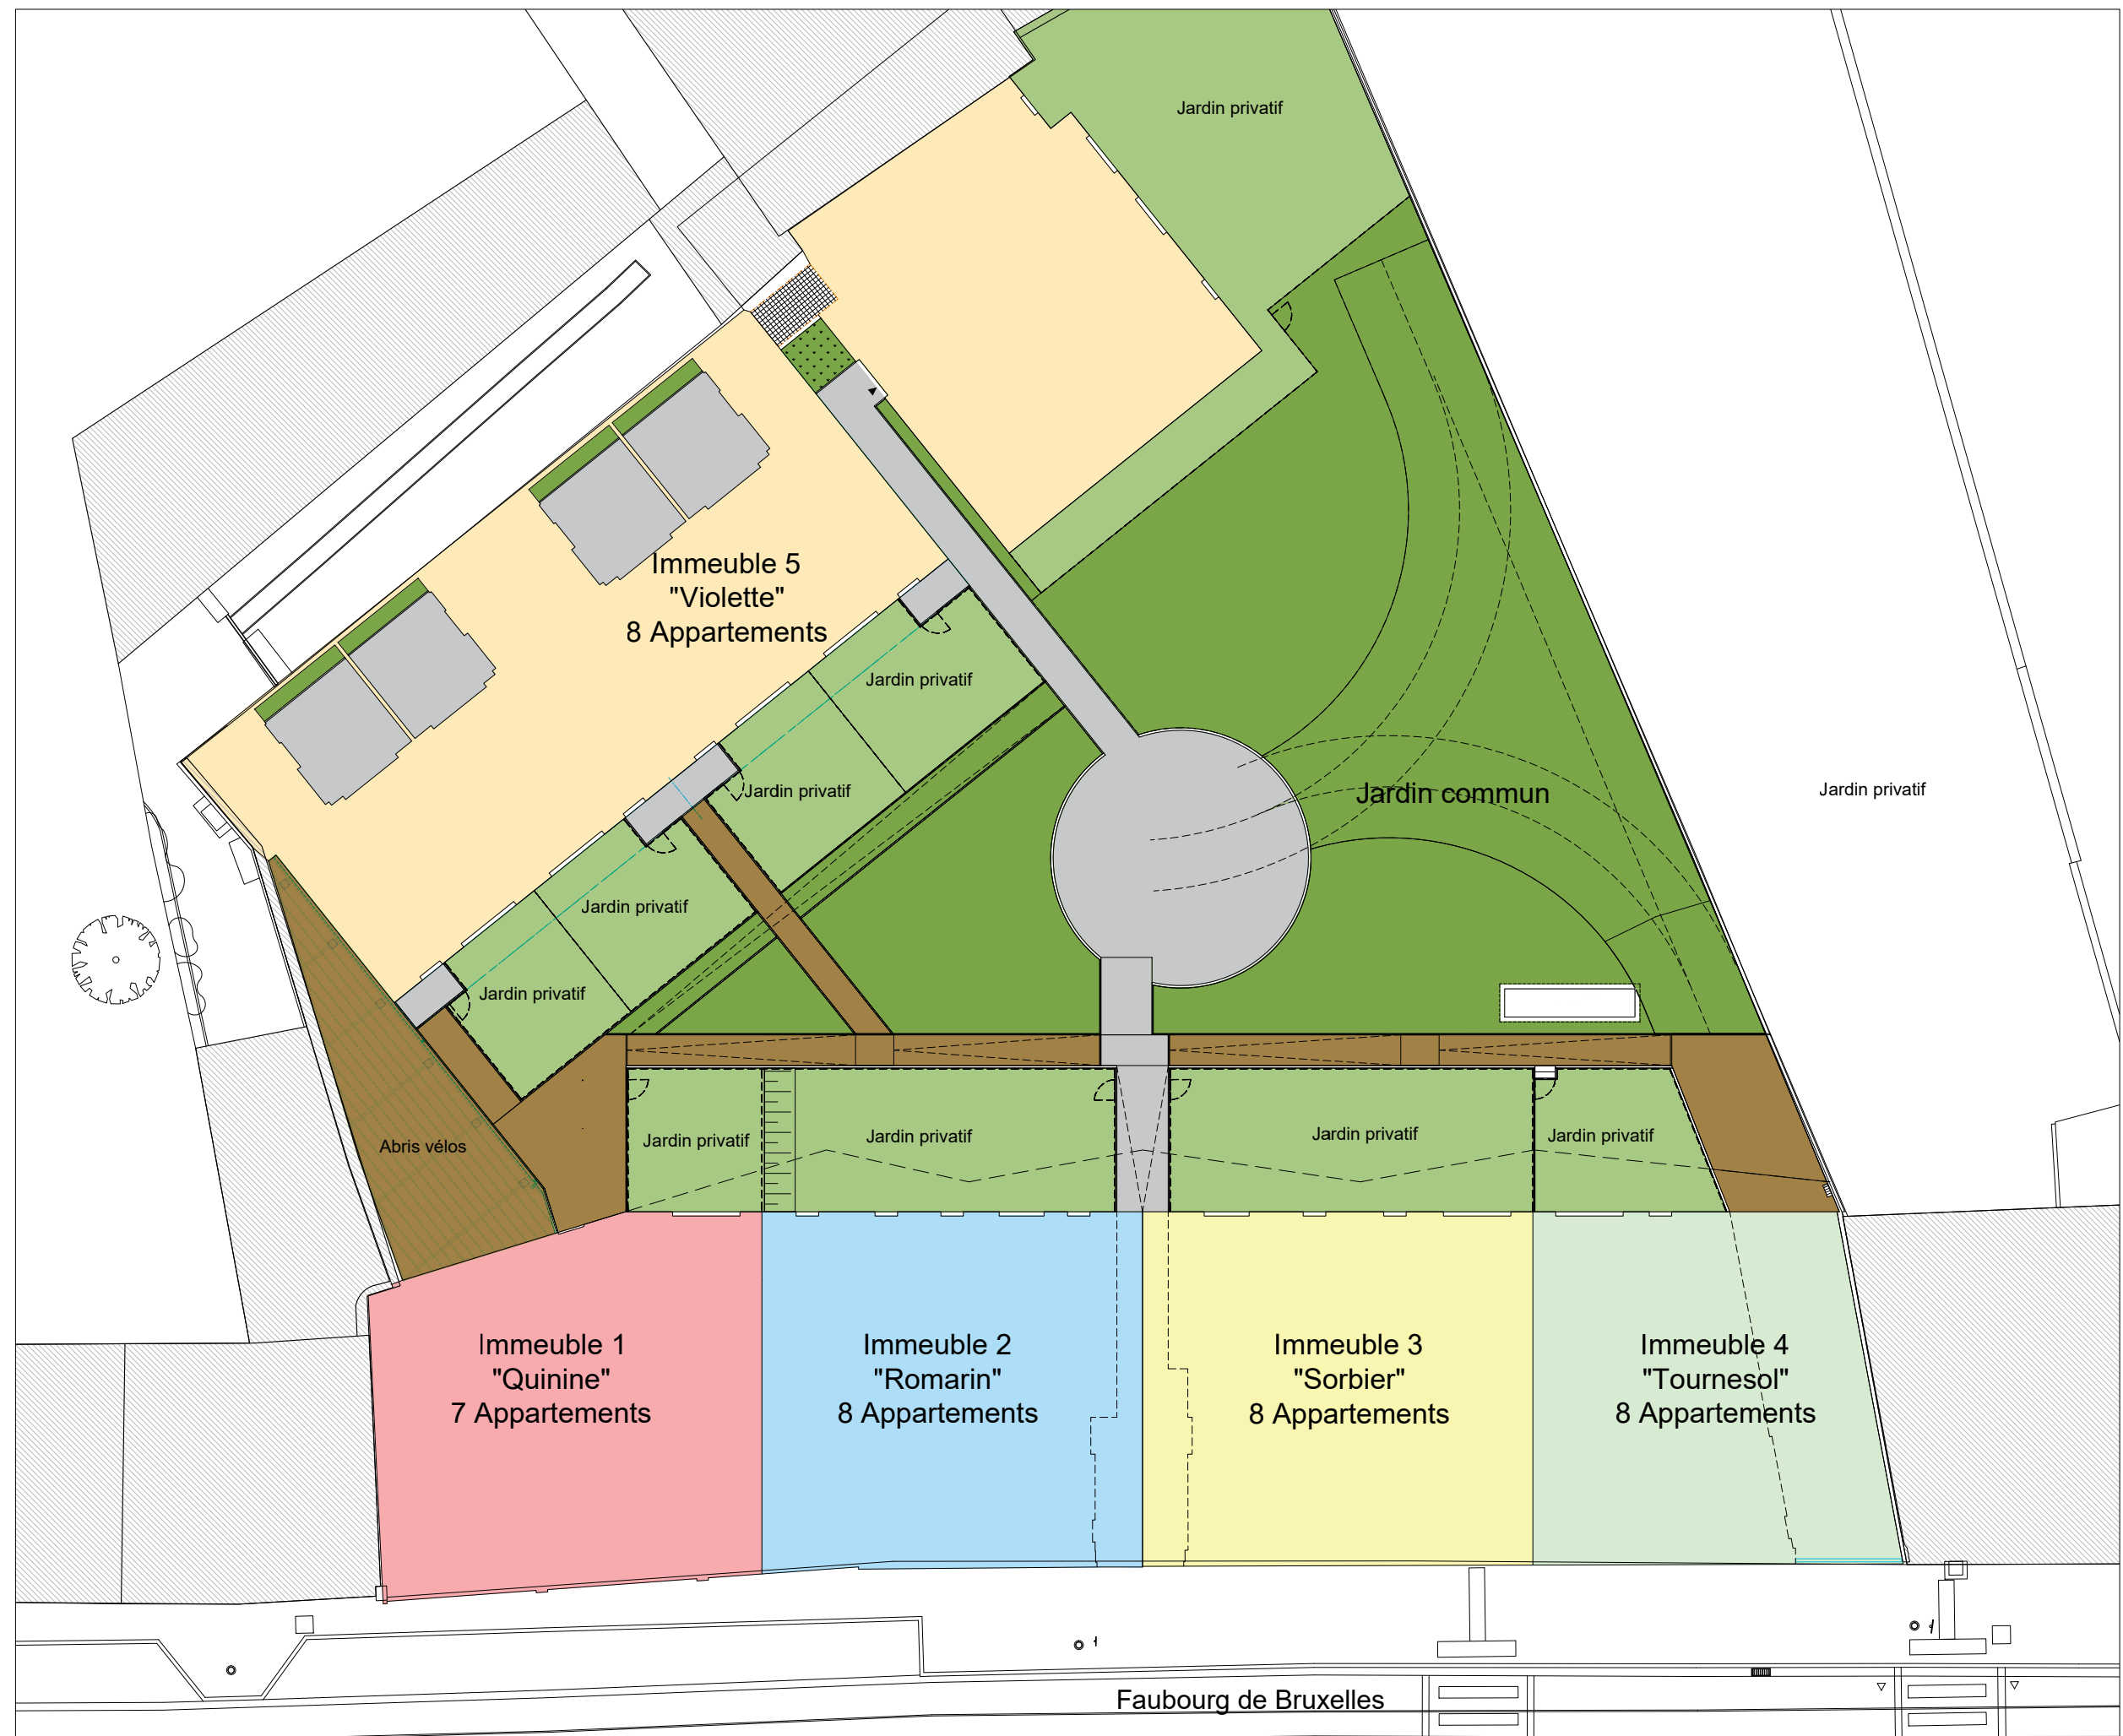 Jardin privatif
Immeuble 5
"Violette"
8 Appartements
Jardin privatif
Jardin privatif
Jardin commun
Jardin privatif
Jardin privatif
Jardin privatif
Abris vélos
Jardin privatif
Jardin privatif
Jardin privatif
Jardin privatif
Immeuble 1
"Quinine"
7 Appartements
Immeuble 2
"Romarin"
8 Appartements
Immeuble 3
"Sorbier"
8 Appartements
Immeuble 4
"Tournesol"
8 Appartements
Faubourg de Bruxelles